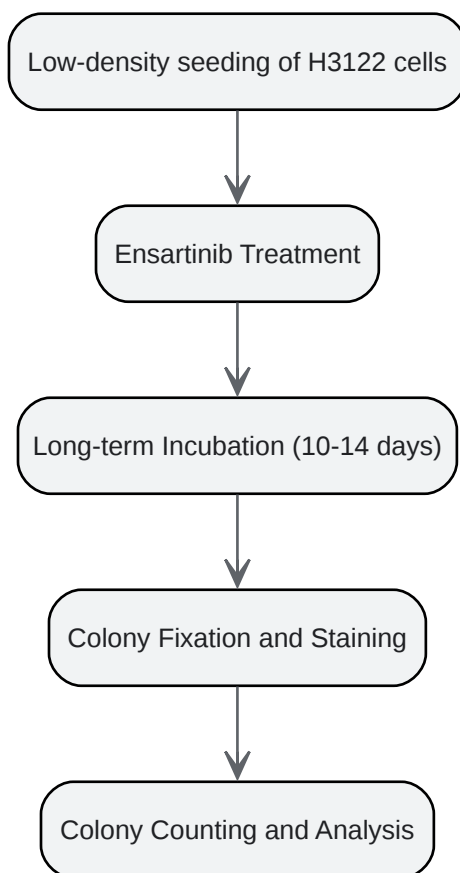 Low-density seeding of H3122 cells
Ensartinib Treatment
Long-term Incubation (10-14 days)
Colony Fixation and Staining
Colony Counting and Analysis